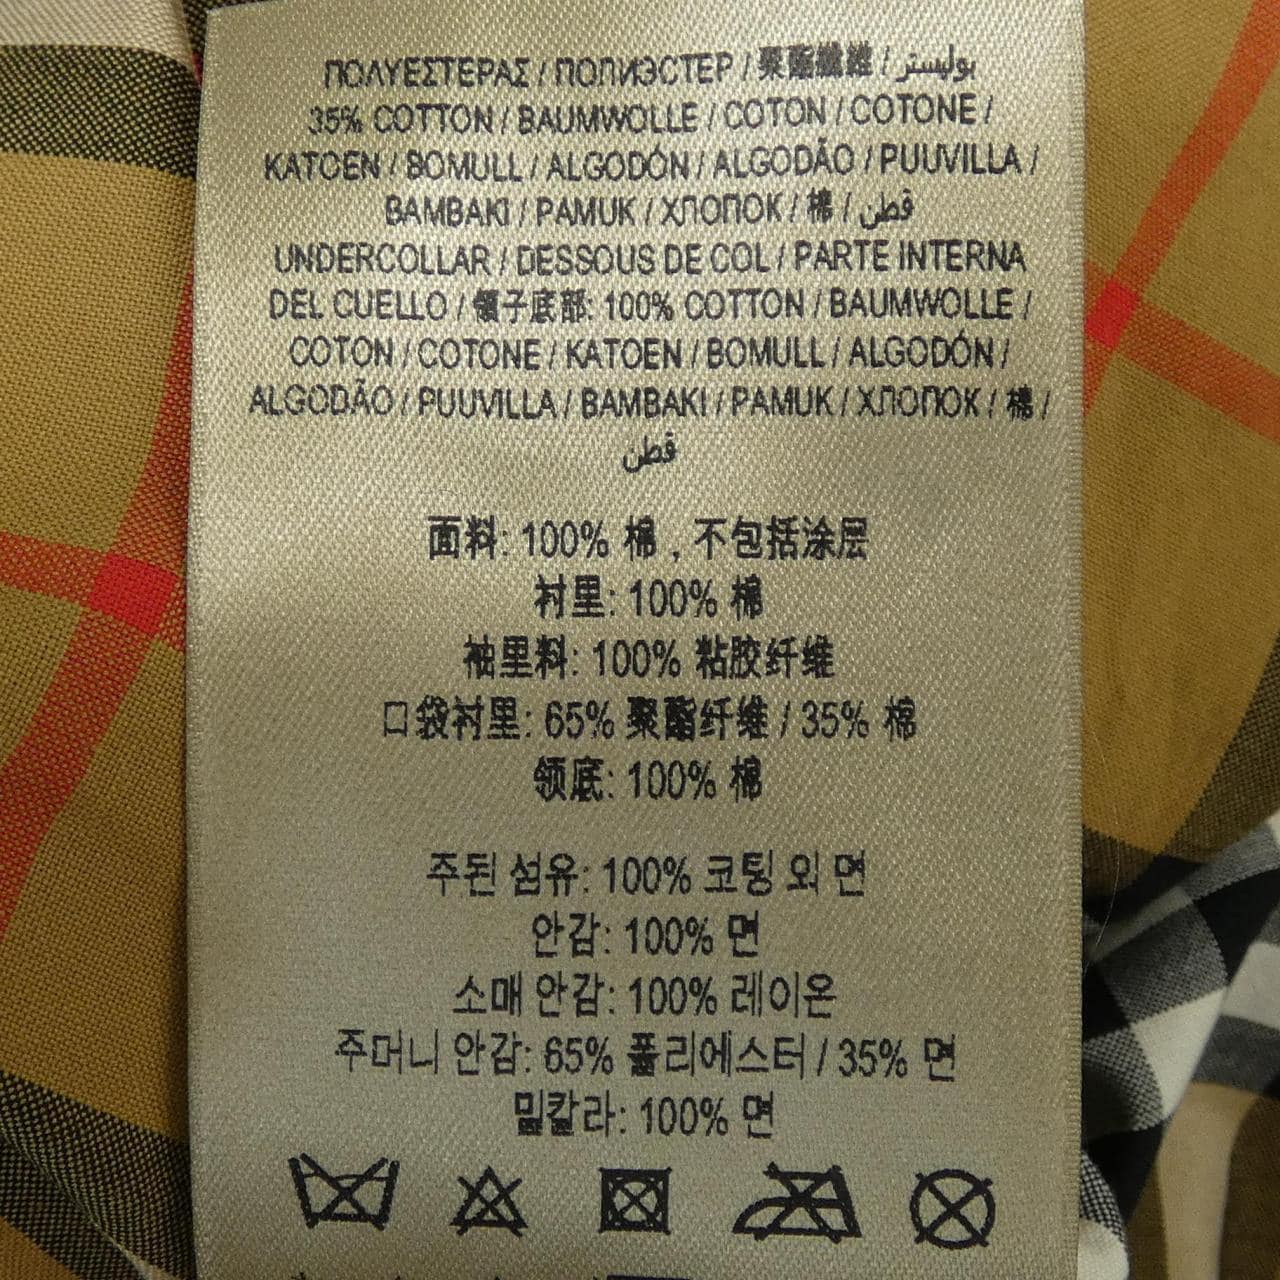 ΠΟΛΥΕΣΤΕΡΑΣ / ПОЛИЭСТЕР / 聚酯纖維 / بوليستر
35% COTTON / BAUMWOLLE / COTON / COTONE /
KATOEN / BOMULL / ALGODÓN / ALGODÃO / PUUVILLA /
BAMBAKI / PAMUK / ХЛОПОК / 棉 / قطن
UNDERCOLLAR / DESSOUS DE COL / PARTE INTERNA
DEL CUELLO / 領子底部: 100% COTTON / BAUMWOLLE /
COTON / COTONE / KATOEN / BOMULL / ALGODÓN /
ALGODÃO / PUUVILLA / BAMBAKI / PAMUK / ХЛОПОК / 棉 /
قطن
面料: 100% 棉 , 不包括涂层
衬里: 100% 棉
袖里料: 100% 粘胶纤维
口袋衬里: 65% 聚酯纤维 / 35% 棉
领底: 100% 棉
주된 섬유: 100% 코팅 외 면
안감: 100% 면
소매 안감: 100% 레이온
주머니 안감: 65% 폴리에스터 / 35% 면
밑칼라: 100% 면